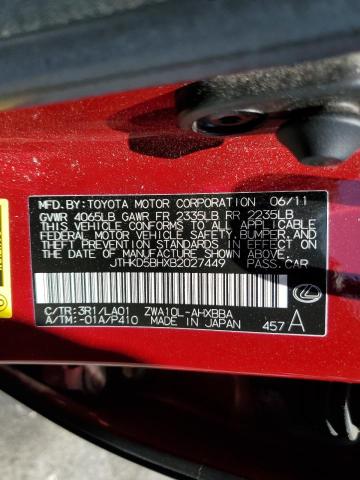 MFD.BY:TOYOTA MOTOR CORPORATION 06/11
GVWR 4065LB GAWR FR 2335LB RR 2235LB
THIS VEHICLE CONFORMS TO ALL APPLICABLE
FEDERAL MOTOR VEHICLE SAFETY, BUMPER, AND
THEFT PREVENTION STANDARDS IN EFFECT ON
THE DATE OF MANUFACTURE SHOWN ABOVE.
JTHKD5BHXB2027449 PASS.CAR
C/TR:3R1/LA01 ZWA10L-AHXBBA
A/TM:-01A/P410 MADE IN JAPAN 457 A